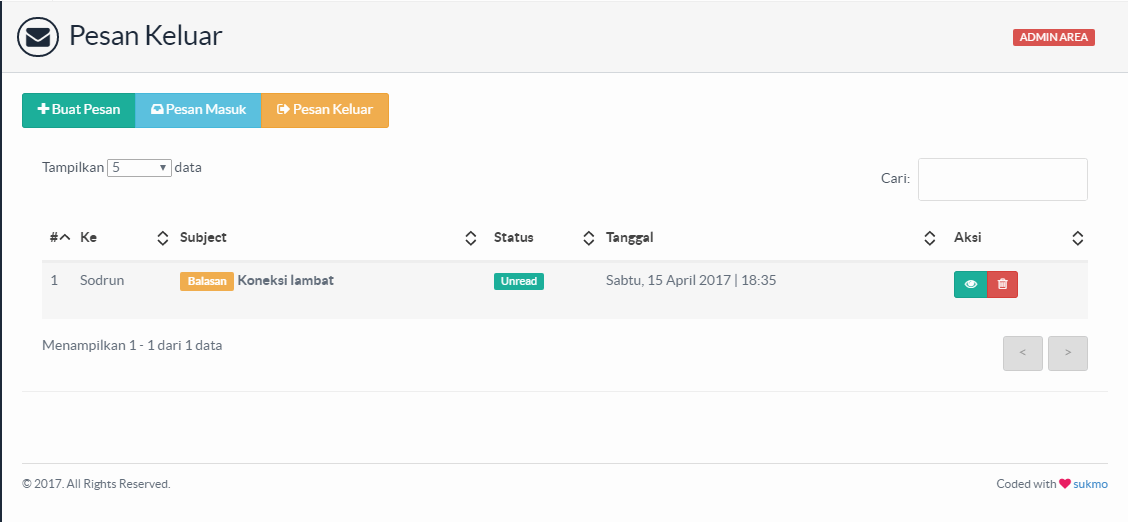 Pesan Keluar
ADMIN AREA
Buat Pesan Pesan Masuk Pesan Keluar
Tampilkan 5 data
Cari:
# Ke Subject Status Tanggal Aksi
1 Sodrun Balasan Koneksi lambat Unread Sabtu, 15 April 2017 | 18:35
Menampilkan 1 - 1 dari 1 data
< >
© 2017. All Rights Reserved.
Coded with ❤ sukmo